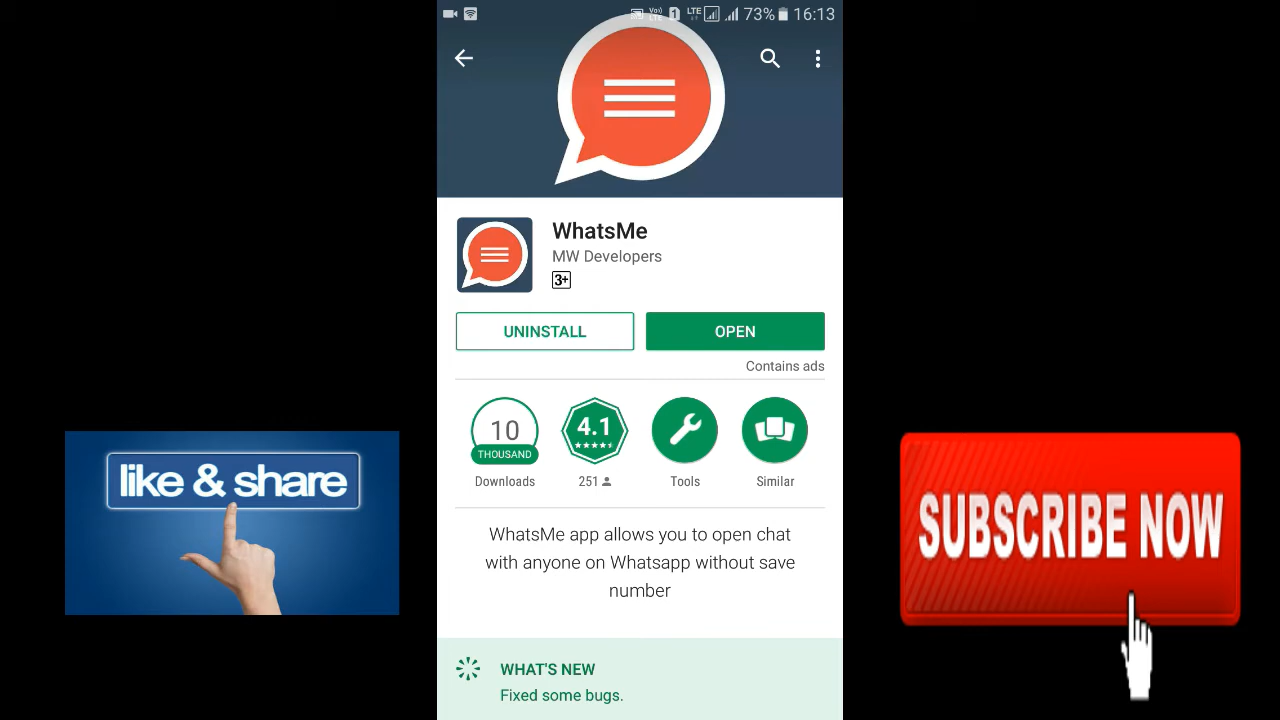 VoLTE 1 LTE 73% 16:13
WhatsMe
MW Developers
3+
UNINSTALL
OPEN
Contains ads
10
THOUSAND
Downloads
4.1
251
Tools
Similar
WhatsMe app allows you to open chat
with anyone on Whatsapp without save
number
WHAT'S NEW
Fixed some bugs.
like & share
SUBSCRIBE NOW